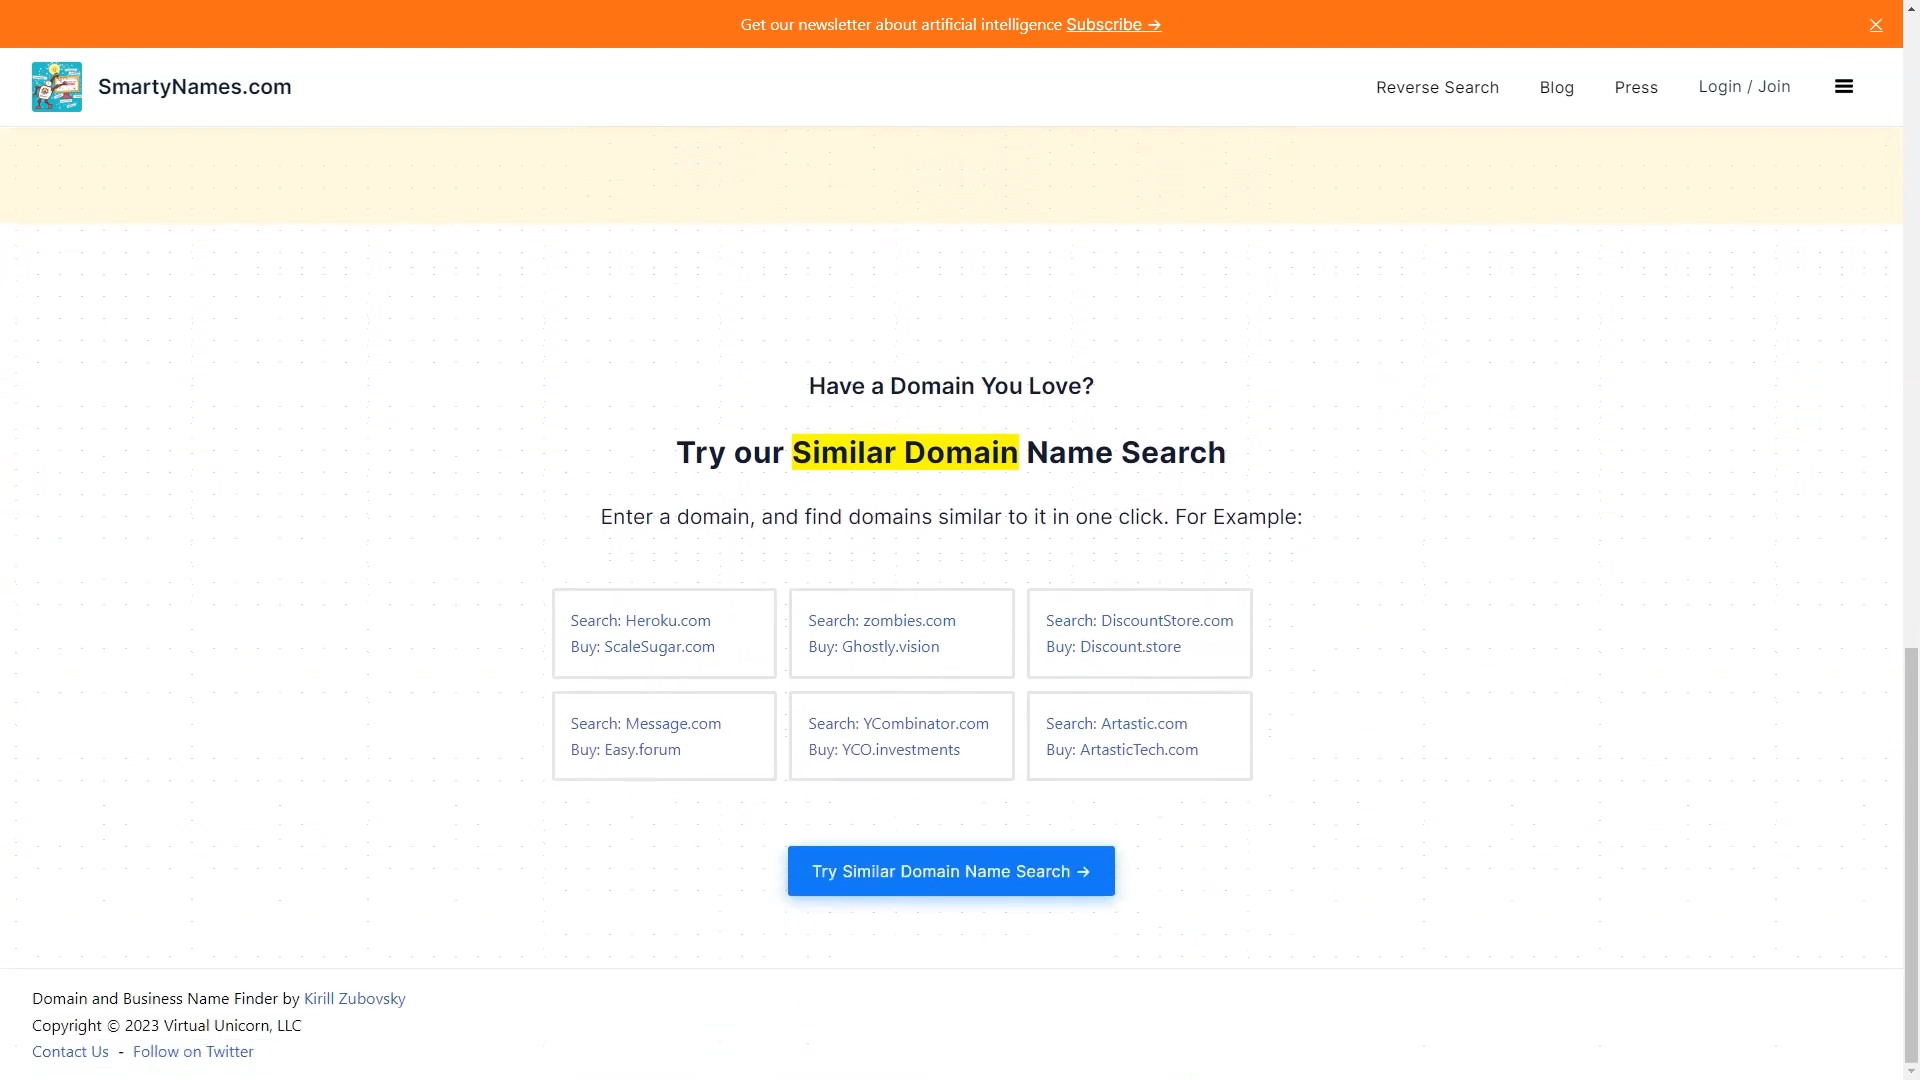 Get our newsletter about artificial intelligence Subscribe →
SmartyNames.com
Reverse Search
Blog
Press
Login / Join
Have a Domain You Love?
Try our Similar Domain Name Search
Enter a domain, and find domains similar to it in one click. For Example:
Search: Heroku.com
Buy: ScaleSugar.com
Search: zombies.com
Buy: Ghostly.vision
Search: DiscountStore.com
Buy: Discount.store
Search: Message.com
Buy: Easy.forum
Search: YCombinator.com
Buy: YCO.investments
Search: Artastic.com
Buy: ArtasticTech.com
Try Similar Domain Name Search →
Domain and Business Name Finder by Kirill Zubovsky
Copyright © 2023 Virtual Unicorn, LLC
Contact Us - Follow on Twitter